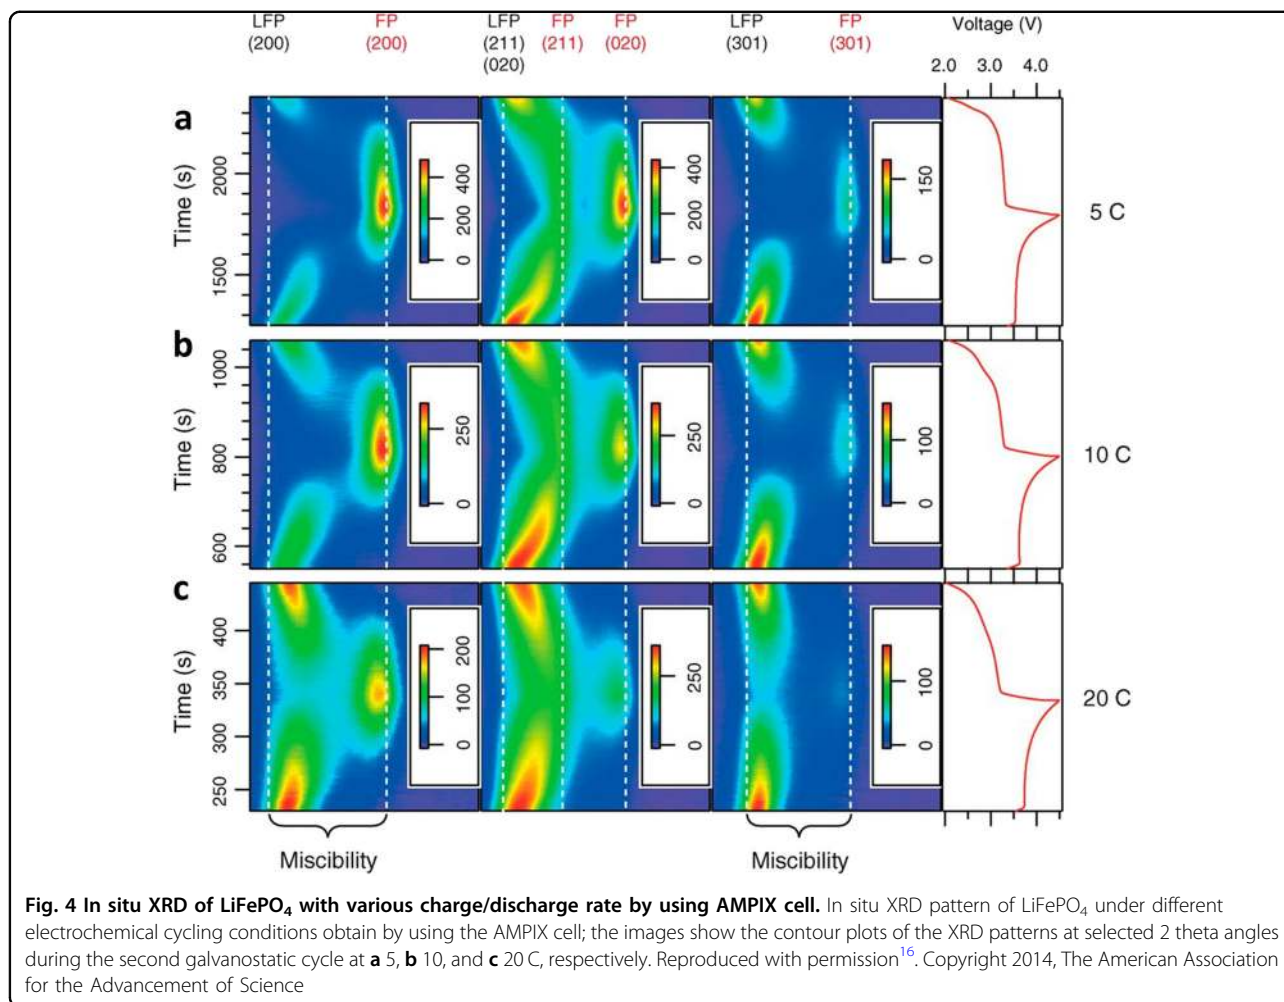 LFP FP LFP FP FP LFP FP Voltage (V)
(200) (200) (211) (211) (020) (301) (301)
(020) 2.0 3.0 4.0
a
Time (s)
2000
1500
0 200 400
0 200 400
0 150
5 C
b
Time (s)
1000
800
600
0 250
0 250
0 100
10 C
c
Time (s)
400
350
300
250
0 100 200
0 250
0 100
20 C
Miscibility Miscibility
Fig. 4 In situ XRD of LiFePO₄ with various charge/discharge rate by using AMPIX cell. In situ XRD pattern of LiFePO₄ under different
electrochemical cycling conditions obtain by using the AMPIX cell; the images show the contour plots of the XRD patterns at selected 2 theta angles
during the second galvanostatic cycle at a 5, b 10, and c 20 C, respectively. Reproduced with permission¹⁶. Copyright 2014, The American Association
for the Advancement of Science